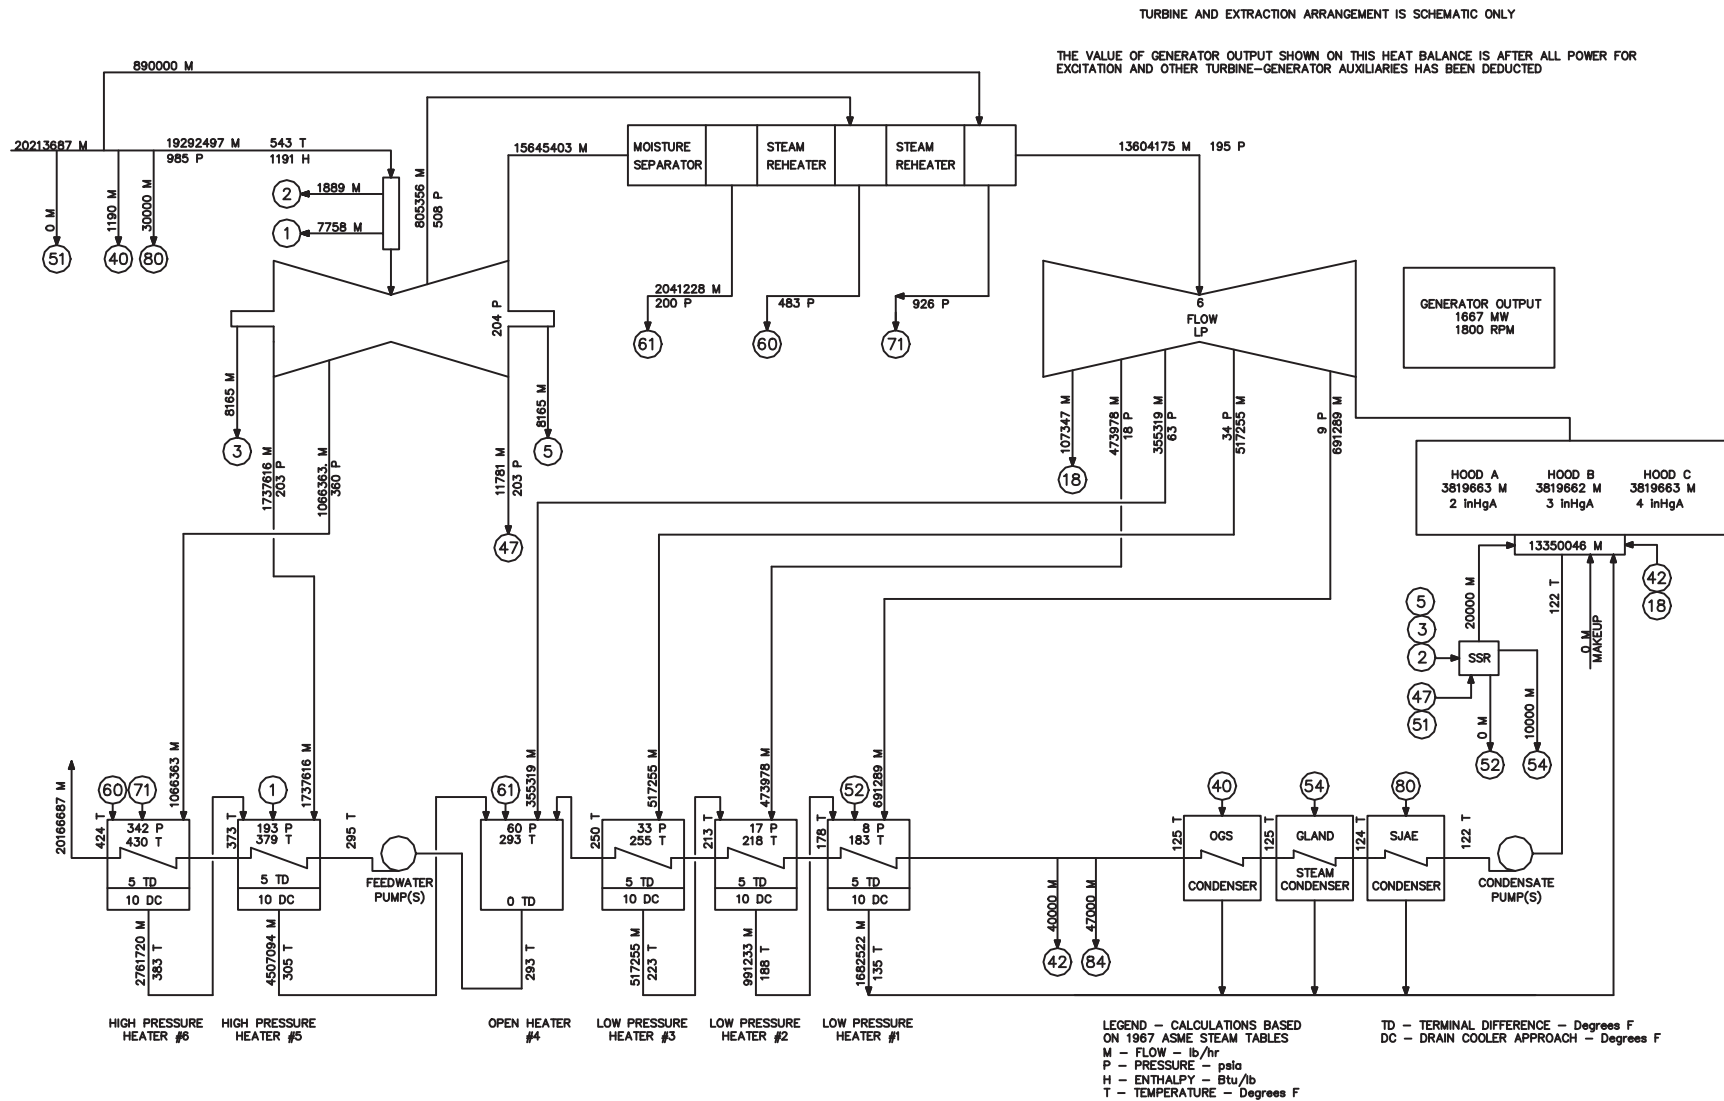 TURBINE AND EXTRACTION ARRANGEMENT IS SCHEMATIC ONLY
THE VALUE OF GENERATOR OUTPUT SHOWN ON THIS HEAT BALANCE IS AFTER ALL POWER FOR
EXCITATION AND OTHER TURBINE-GENERATOR AUXILIARIES HAS BEEN DEDUCTED
890000 M
20213687 M
19292497 M
543 T
985 P
1191 H
0 M
51
1190 M
40
30000 M
80
2
1889 M
1
7758 M
805356 M
508 P
15645403 M
MOISTURE
SEPARATOR
STEAM
REHEATER
STEAM
REHEATER
13604175 M
195 P
2041228 M
200 P
61
483 P
60
926 P
71
204 P
8165 M
3
1737616 M
203 P
1066363. M
360 P
8165 M
5
11781 M
203 P
47
6
FLOW
LP
107347 M
18
473978 M
18 P
355319 M
63 P
34 P
517255 M
9 P
691289 M
GENERATOR OUTPUT
1667 MW
1800 RPM
HOOD A
3819663 M
2 inHgA
HOOD B
3819662 M
3 inHgA
HOOD C
3819663 M
4 inHgA
13350046 M
42
18
5
3
2
47
51
20000 M
SSR
0 M
52
10000 M
54
122 T
0 M
MAKEUP
20166687 M
60
71
1066363 M
424 T
342 P
430 T
5 TD
10 DC
2761720 M
383 T
HIGH PRESSURE
HEATER #6
1
1737616 M
373 T
193 P
379 T
5 TD
10 DC
4507094 M
305 T
HIGH PRESSURE
HEATER #5
295 T
FEEDWATER
PUMP(S)
61
355319 M
60 P
293 T
0 TD
293 T
OPEN HEATER
#4
250 T
517255 M
33 P
255 T
5 TD
10 DC
517255 M
223 T
LOW PRESSURE
HEATER #3
213 T
473978 M
17 P
218 T
5 TD
10 DC
991233 M
188 T
LOW PRESSURE
HEATER #2
178 T
52
691289 M
8 P
183 T
5 TD
10 DC
1682522 M
135 T
LOW PRESSURE
HEATER #1
40000 M
42
47000 M
84
125 T
40
OGS
CONDENSER
125 T
54
GLAND
STEAM
CONDENSER
124 T
80
SJAE
CONDENSER
122 T
CONDENSATE
PUMP(S)
LEGEND - CALCULATIONS BASED
ON 1967 ASME STEAM TABLES
M - FLOW - lb/hr
P - PRESSURE - psia
H - ENTHALPY - Btu/lb
T - TEMPERATURE - Degrees F
TD - TERMINAL DIFFERENCE - Degrees F
DC - DRAIN COOLER APPROACH - Degrees F